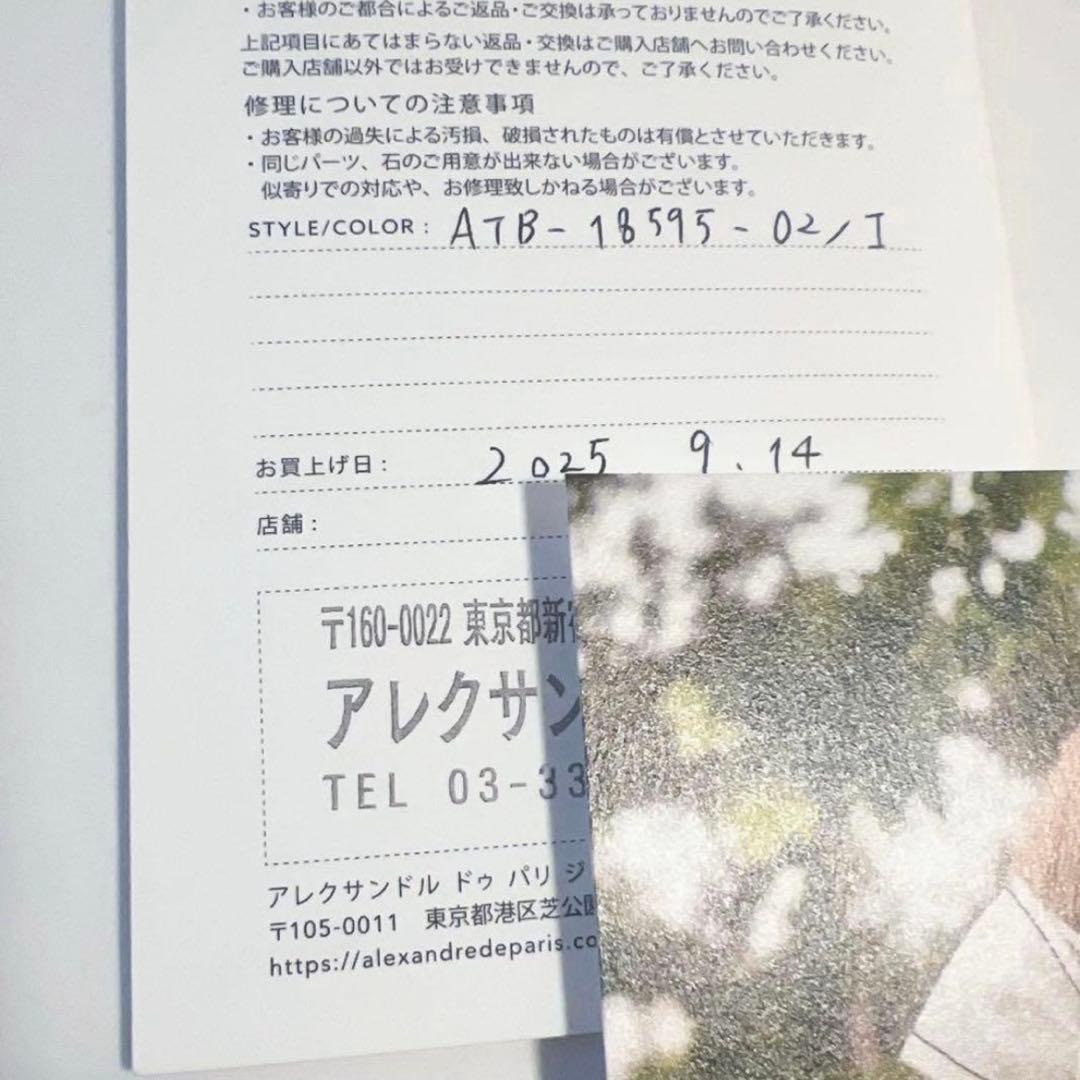 ・お客様のご都合によるご返品・ご交換は承っておりませんのでご了承ください。
上記項目にあてはまらない返品・交換はご購入店舗へお問い合わせください。
ご購入店舗以外ではお受けできませんので、ご了承ください。
修理についての注意事項
・お客様の過失による汚損、破損されたものは有償とさせていただきます。
・同じパーツ、石のご用意が出来ない場合がございます。
似寄りでの対応や、お修理致しかねる場合がございます。
STYLE/COLOR : ATB-18595-02/I
お買上げ日 : 2025 9.14
店舗 :
〒160-0022 東京都新宿
アレクサン
TEL 03-33
アレクサンドル ドゥ パリ ジ
〒105-0011 東京都港区芝公園
https://alexandredeparis.co